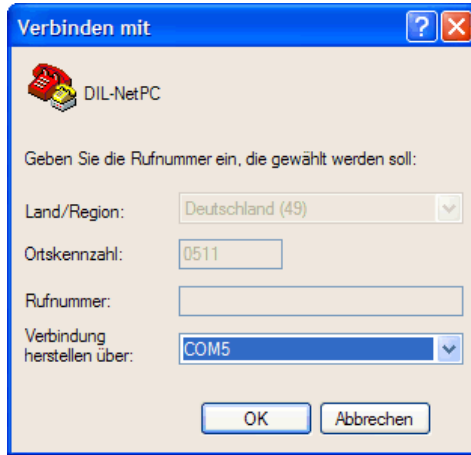 Verbinden mit
DIL-NetPC
Geben Sie die Rufnummer ein, die gewählt werden soll:
Land/Region: Deutschland (49)
Ortskennzahl: 0511
Rufnummer:
Verbindung
herstellen über: COM5
OK Abbrechen